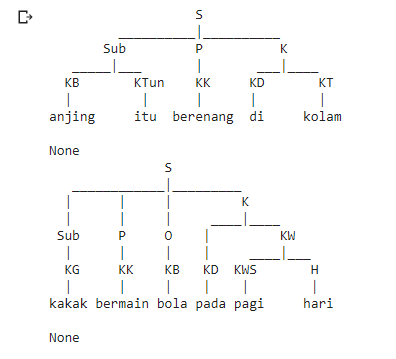 S
Sub P K
KB KTun KK KD KT
anjing itu berenang di kolam
None
S
K
Sub P O KW
KG KK KB KD KWS H
kakak bermain bola pada pagi hari
None